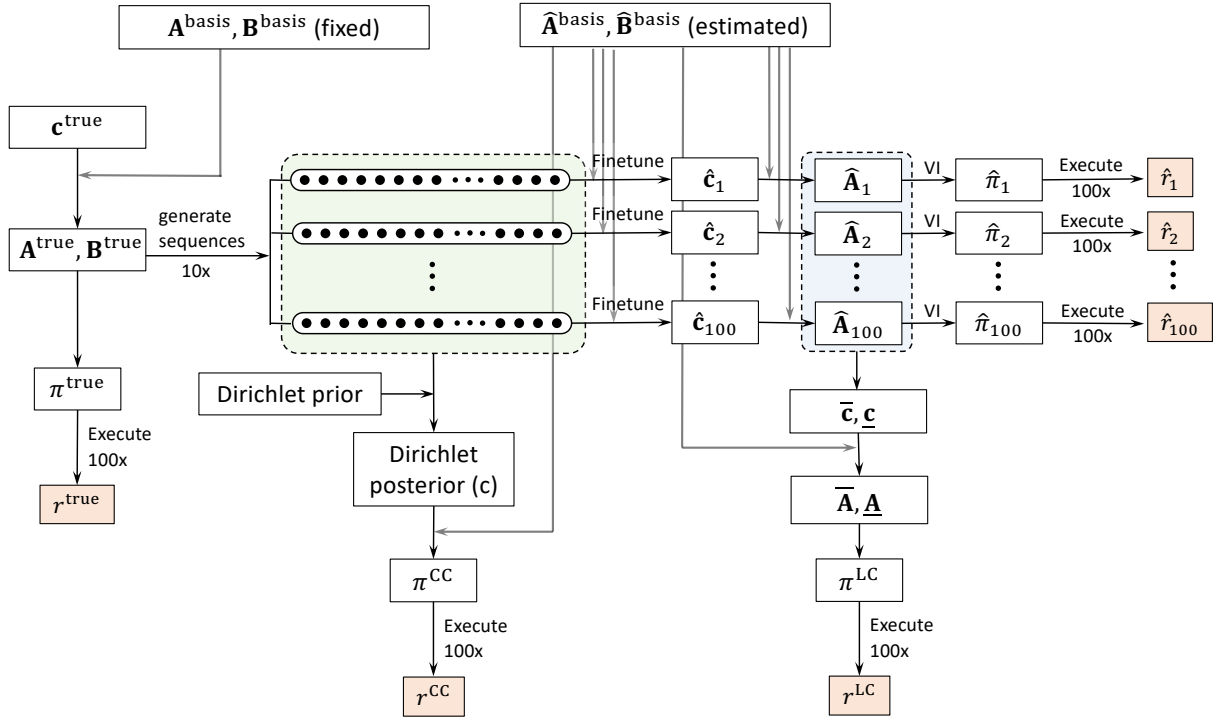 𝐀^basis, 𝐁^basis (fixed)
𝐀̂^basis, 𝐁̂^basis (estimated)
𝐜^true
generate
sequences
10x
𝐀^true, 𝐁^true
π^true
Execute
100x
r^true
•••
Finetune
𝐜̂_1
𝐀̂_1
VI
π̂_1
Execute
100x
r̂_1
•••
Finetune
𝐜̂_2
𝐀̂_2
VI
π̂_2
Execute
100x
r̂_2
•••
Finetune
𝐜̂_100
𝐀̂_100
VI
π̂_100
Execute
100x
r̂_100
Dirichlet prior
Dirichlet
posterior (c)
π^CC
Execute
100x
r^CC
𝐜̅, 𝐜̲
𝐀̅, 𝐀̲
π^LC
Execute
100x
r^LC